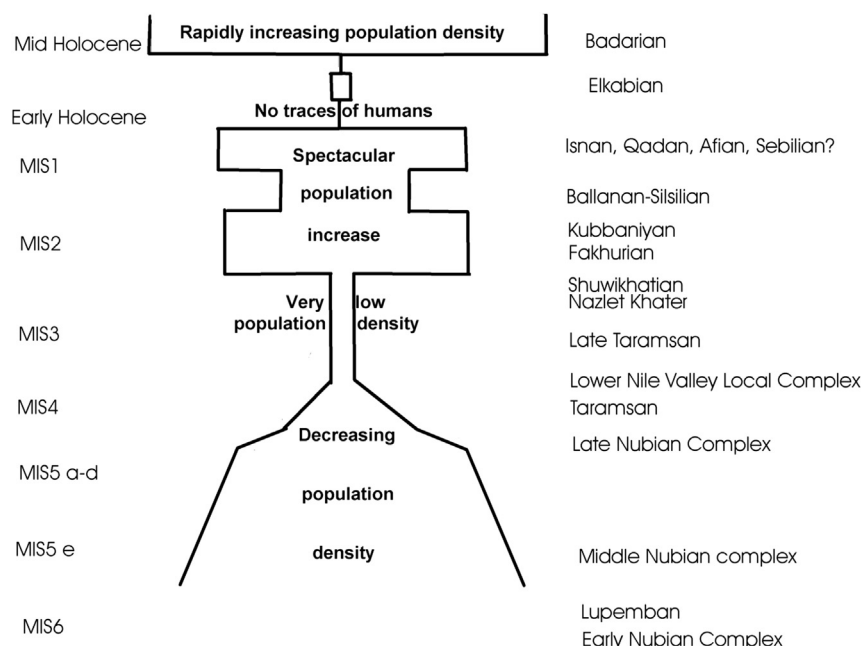 Rapidly increasing population density
Mid Holocene
Badarian
Elkabian
No traces of humans
Early Holocene
Isnan, Qadan, Afian, Sebilian?
Spectacular
MIS1
population
Ballanan-Silsilian
Kubbaniyan
increase
MIS2
Fakhurian
Shuwikhatian
Very low
Nazlet Khater
population density
MIS3
Late Taramsan
Lower Nile Valley Local Complex
MIS4
Taramsan
Decreasing
Late Nubian Complex
MIS5 a-d
population
MIS5 e
density
Middle Nubian complex
Lupemban
MIS6
Early Nubian Complex